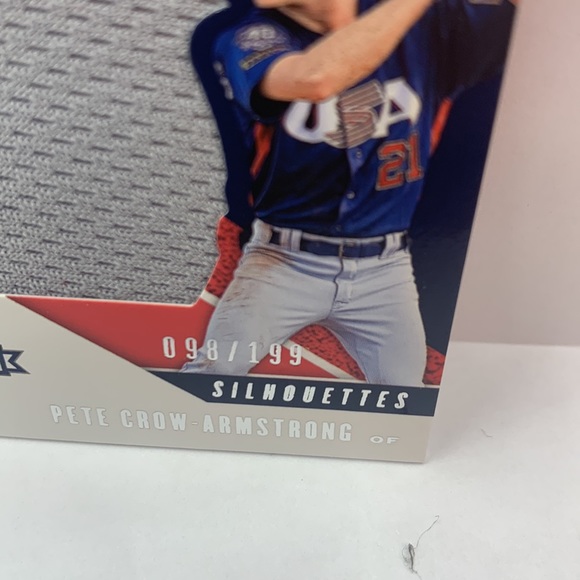 USA
21
098/199
SILHOUETTES
PETE CROW-ARMSTRONG OF